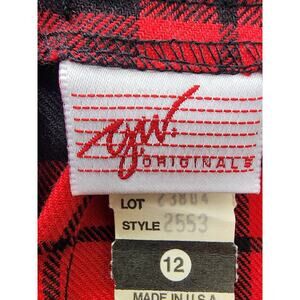 gw.
ORIGINALS
LOT 23804
STYLE 2553
12
MADE IN U.S.A